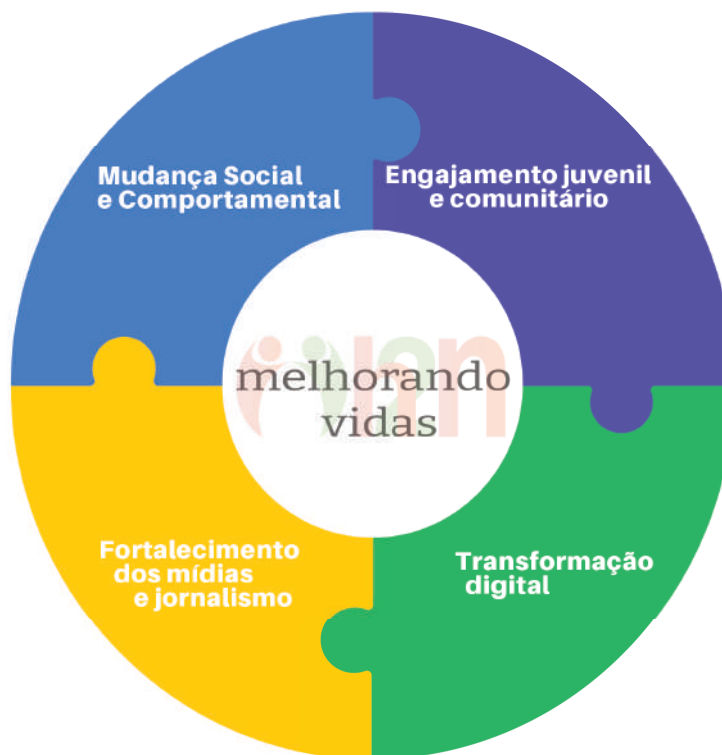 Mudança Social
e Comportamental
Engajamento juvenil
e comunitário
melhorando
vidas
Fortalecimento
dos mídias
e jornalismo
Transformação
digital